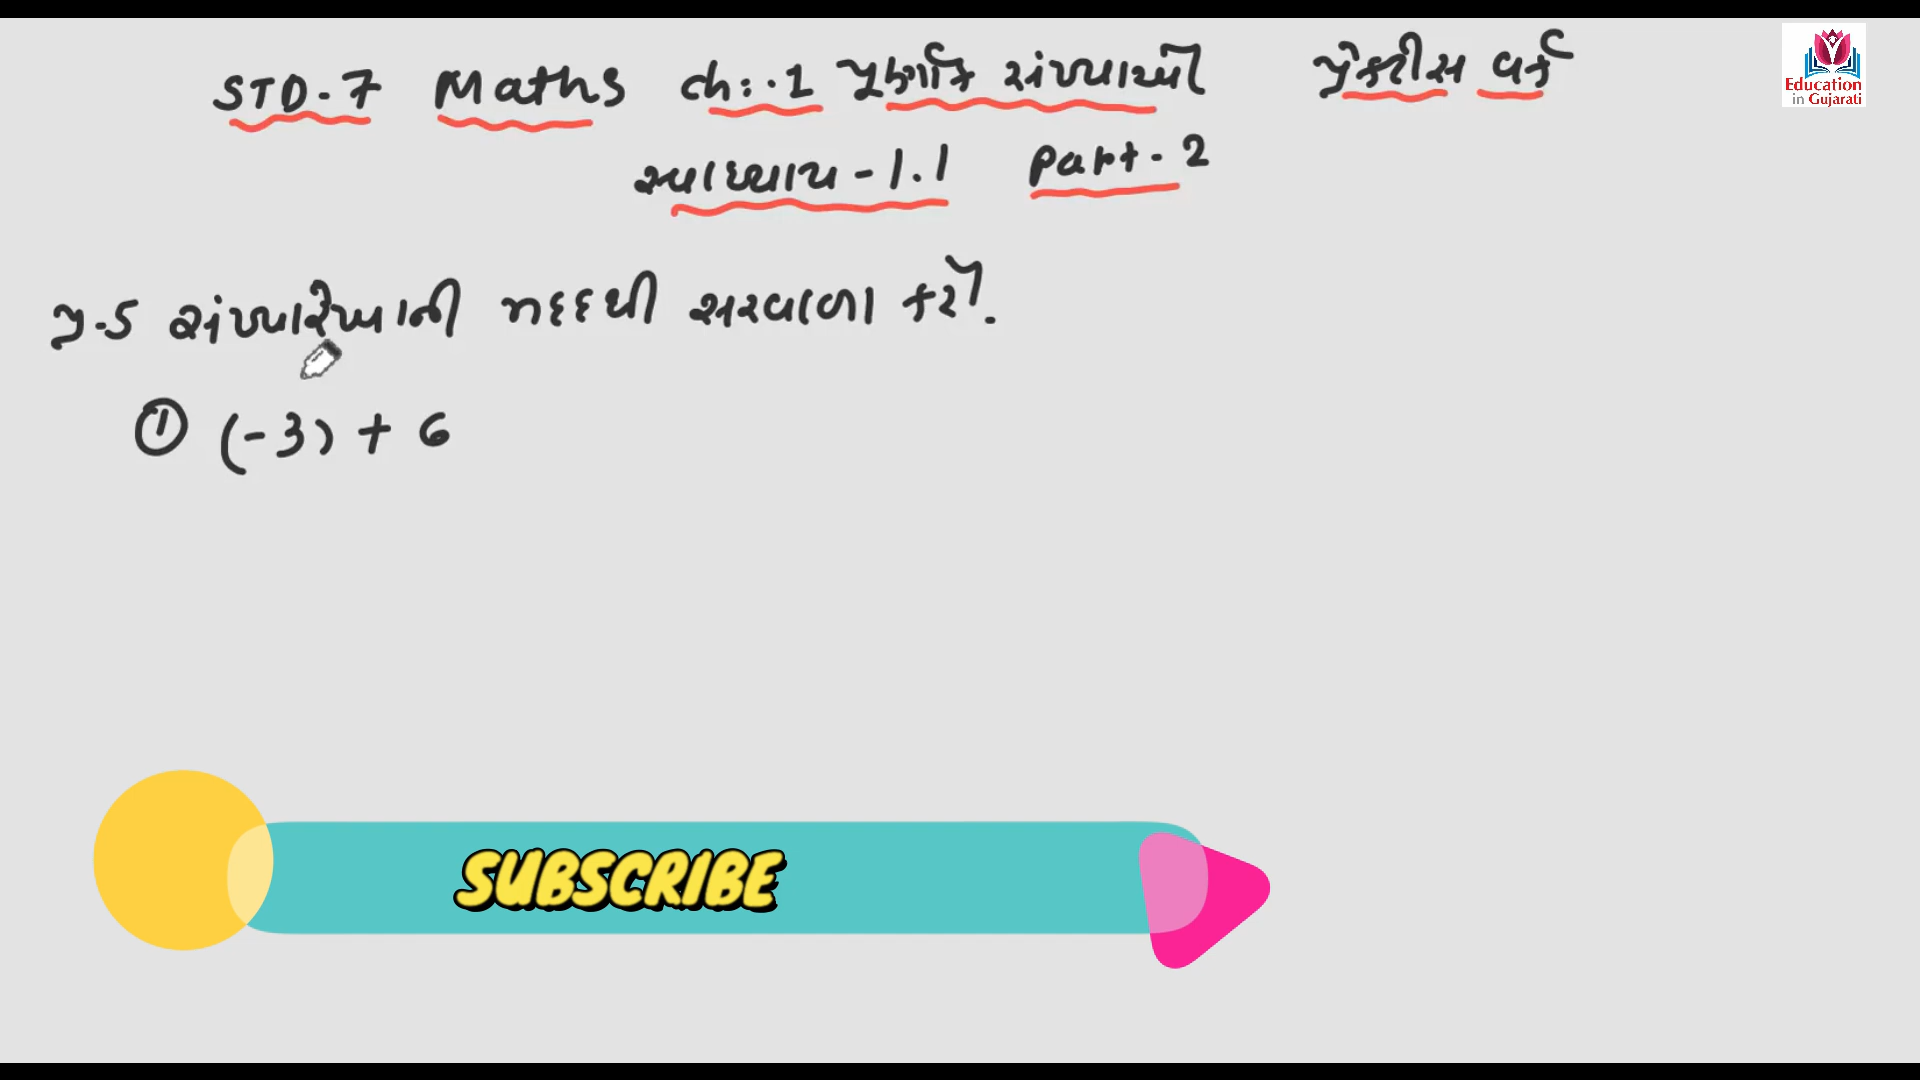 STD.7 Maths ch:.1 પૂર્ણાંક સંખ્યાઓ પ્રેક્ટીસ વર્ક
Education
in Gujarati
સ્વાધ્યાય - 1.1 Part-2
પ્ર.5 સંખ્યારેખાની મદદથી સરવાળા કરો.
① (-3) + 6
SUBSCRIBE